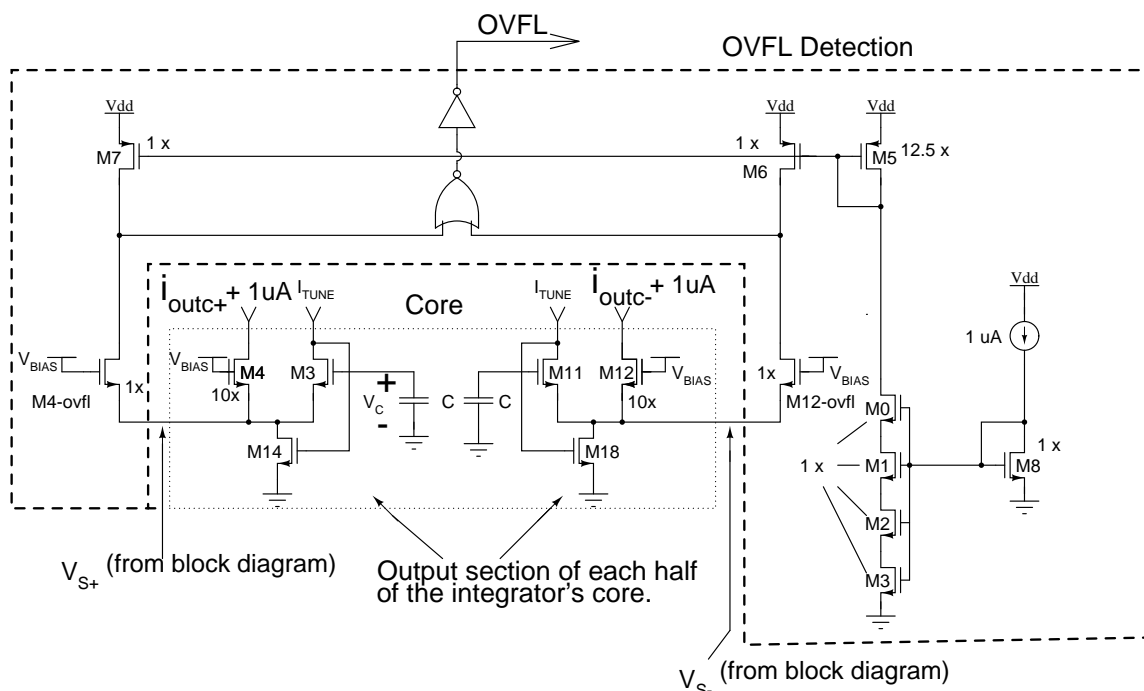 OVFL
OVFL Detection
Vdd
Vdd
Vdd
M7
1 x
1 x
M6
M5
12.5 x
i outc+ + 1uA
I TUNE
Core
I TUNE
i outc- + 1uA
Vdd
1 uA
V BIAS
1x
M4-ovfl
V BIAS
M4
10x
M3
+
V C
-
C
C
M11
M12
10x
V BIAS
1x
V BIAS
M12-ovfl
M14
M18
M0
1 x
M1
M2
M3
1 x
M8
V S+ (from block diagram)
Output section of each half
of the integrator's core.
V S- (from block diagram)